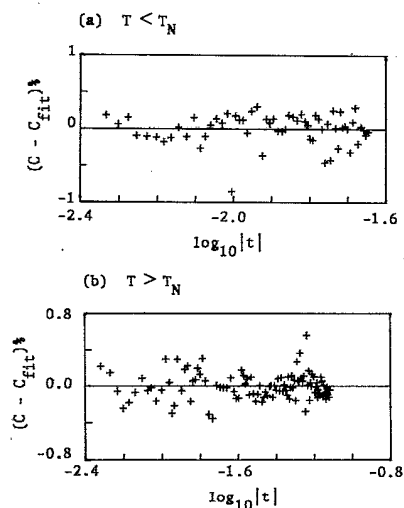 (a) T < T_N
1
(C - C_fit)%
0
-1
-2.4 -2.0 -1.6
log₁₀|t|
(b) T > T_N
0.8
(C - C_fit)%
0.0
-0.8
-2.4 -1.6 -0.8
log₁₀|t|